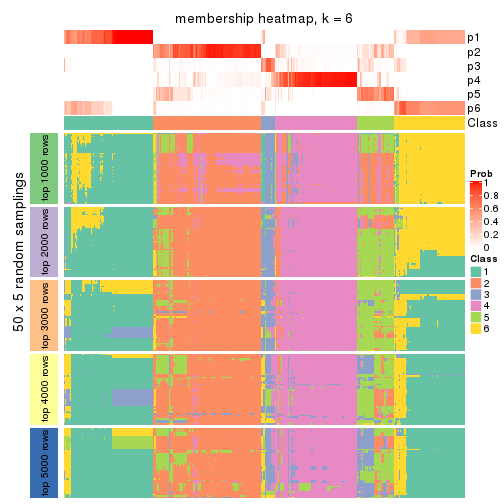 membership heatmap, k = 6
p1
p2
p3
p4
p5
p6
Class
50 x 5 random samplings
top 1000 rows
top 2000 rows
top 3000 rows
top 4000 rows
top 5000 rows
Prob
1
0.8
0.6
0.4
0.2
0
Class
1
2
3
4
5
6